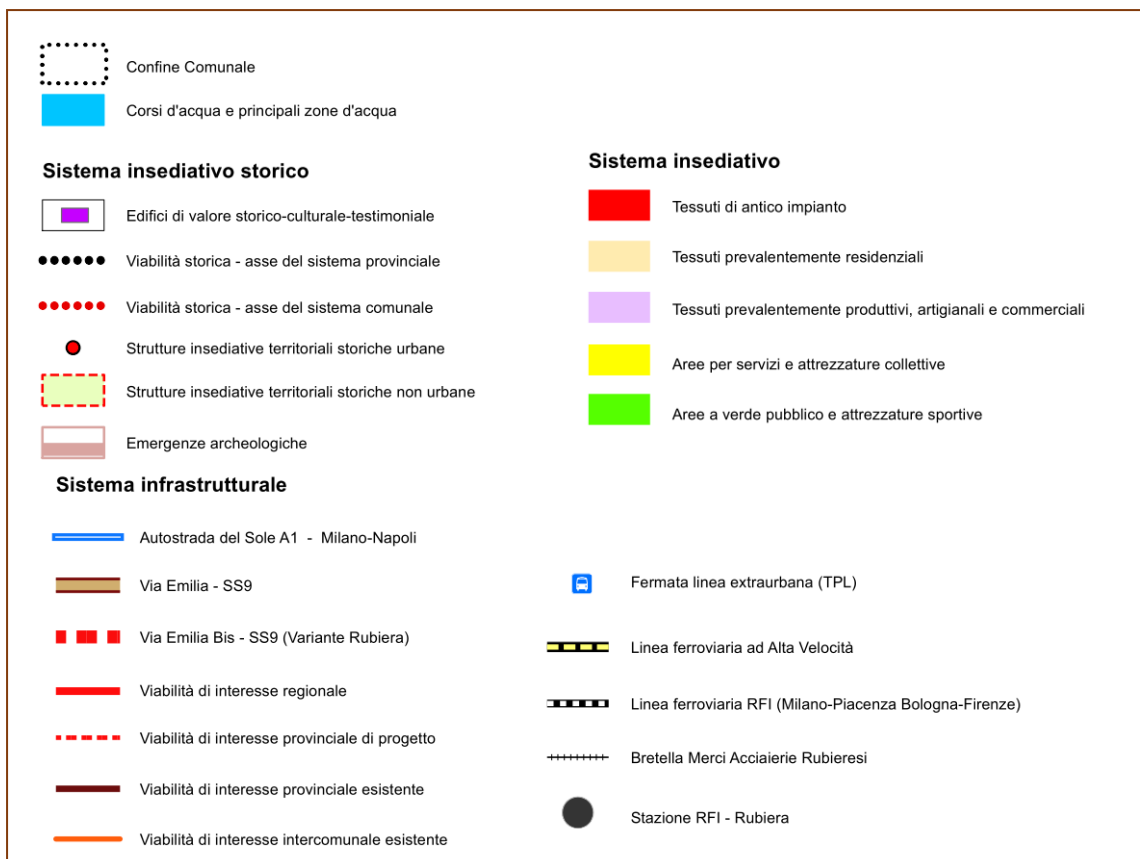 Confine Comunale
Corsi d'acqua e principali zone d'acqua
Sistema insediativo storico
Edifici di valore storico-culturale-testimoniale
Viabilità storica - asse del sistema provinciale
Viabilità storica - asse del sistema comunale
Strutture insediative territoriali storiche urbane
Strutture insediative territoriali storiche non urbane
Emergenze archeologiche
Sistema insediativo
Tessuti di antico impianto
Tessuti prevalentemente residenziali
Tessuti prevalentemente produttivi, artigianali e commerciali
Aree per servizi e attrezzature collettive
Aree a verde pubblico e attrezzature sportive
Sistema infrastrutturale
Autostrada del Sole A1 - Milano-Napoli
Via Emilia - SS9
Via Emilia Bis - SS9 (Variante Rubiera)
Viabilità di interesse regionale
Viabilità di interesse provinciale di progetto
Viabilità di interesse provinciale esistente
Viabilità di interesse intercomunale esistente
Fermata linea extraurbana (TPL)
Linea ferroviaria ad Alta Velocità
Linea ferroviaria RFI (Milano-Piacenza Bologna-Firenze)
Bretella Merci Acciaierie Rubieresi
Stazione RFI - Rubiera